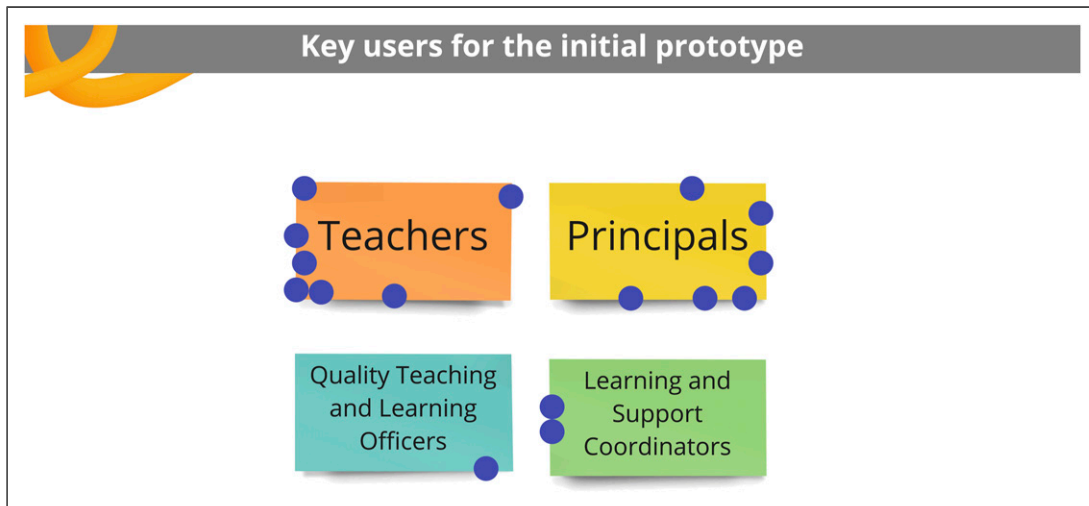 Key users for the initial prototype
Teachers
Principals
Quality Teaching
and Learning
Officers
Learning and
Support
Coordinators